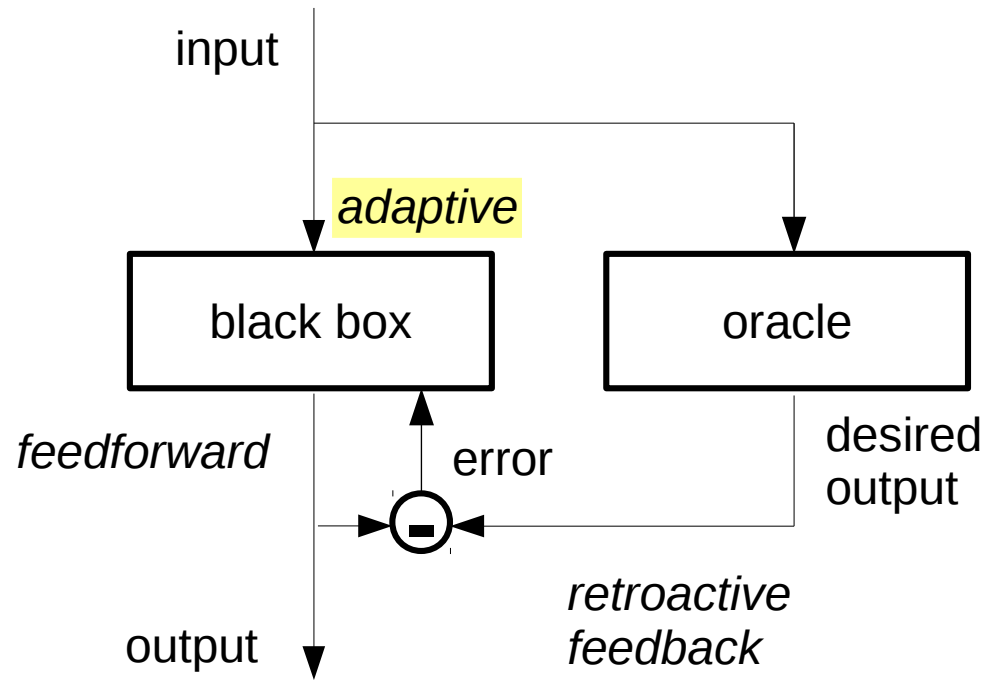 input
adaptive
black box
oracle
feedforward
error
desired
output
-
retroactive
feedback
output